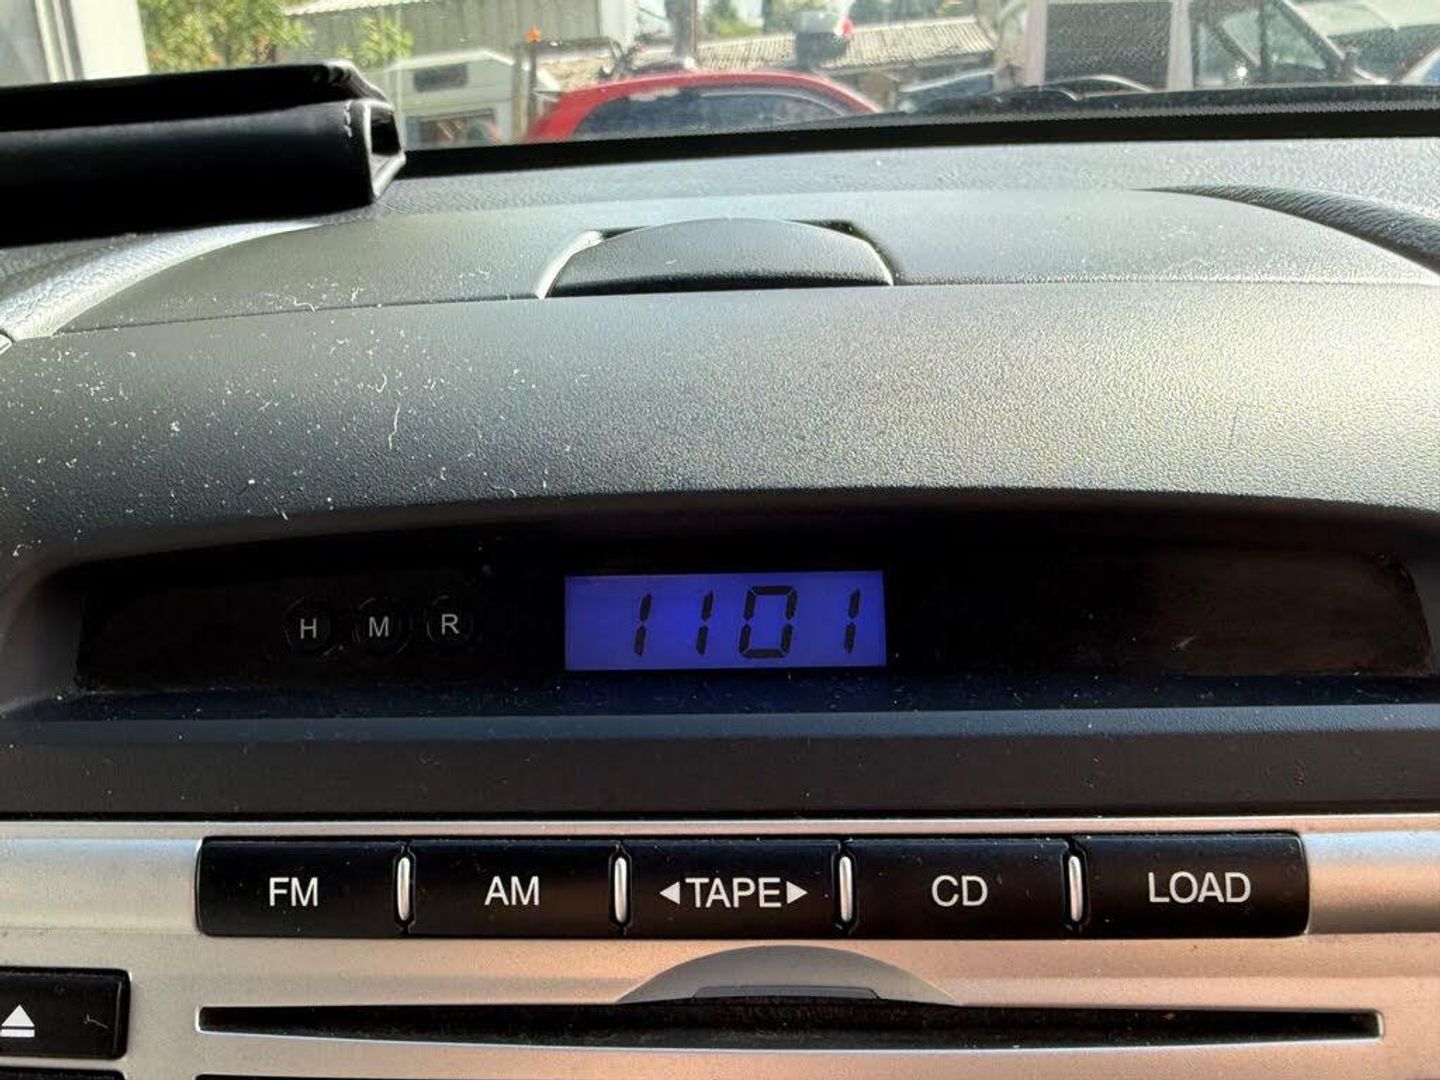 H M R 1101
FM AM ◀TAPE▶ CD LOAD